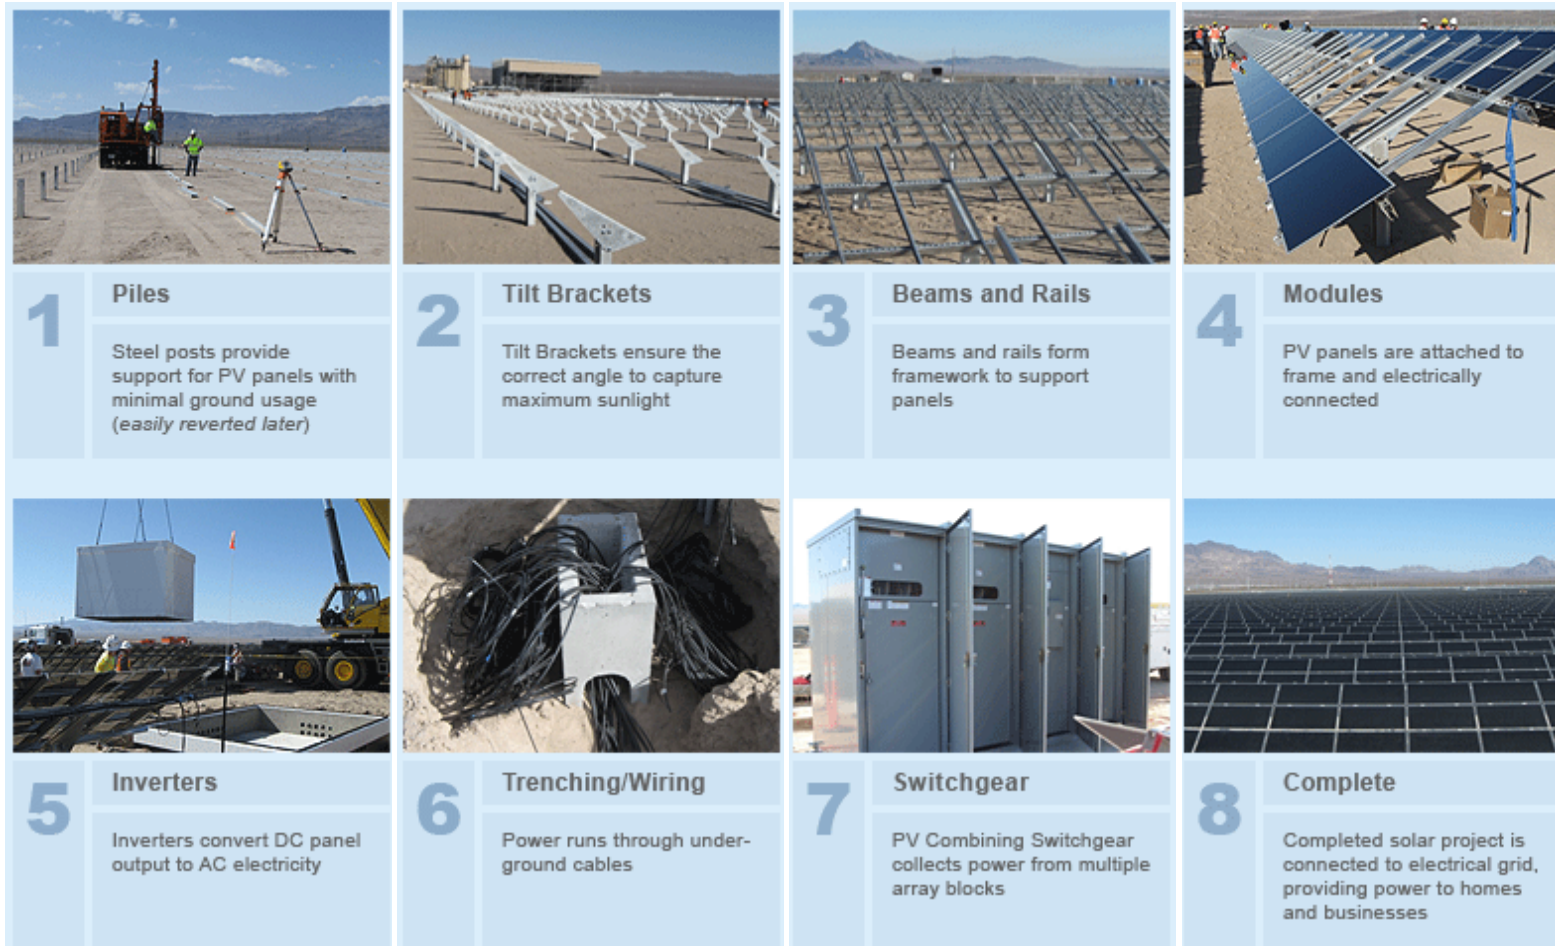 1
Piles
Steel posts provide
support for PV panels with
minimal ground usage
(easily reverted later)
2
Tilt Brackets
Tilt Brackets ensure the
correct angle to capture
maximum sunlight
3
Beams and Rails
Beams and rails form
framework to support
panels
4
Modules
PV panels are attached to
frame and electrically
connected
5
Inverters
Inverters convert DC panel
output to AC electricity
6
Trenching/Wiring
Power runs through under-
ground cables
7
Switchgear
PV Combining Switchgear
collects power from multiple
array blocks
8
Complete
Completed solar project is
connected to electrical grid,
providing power to homes
and businesses